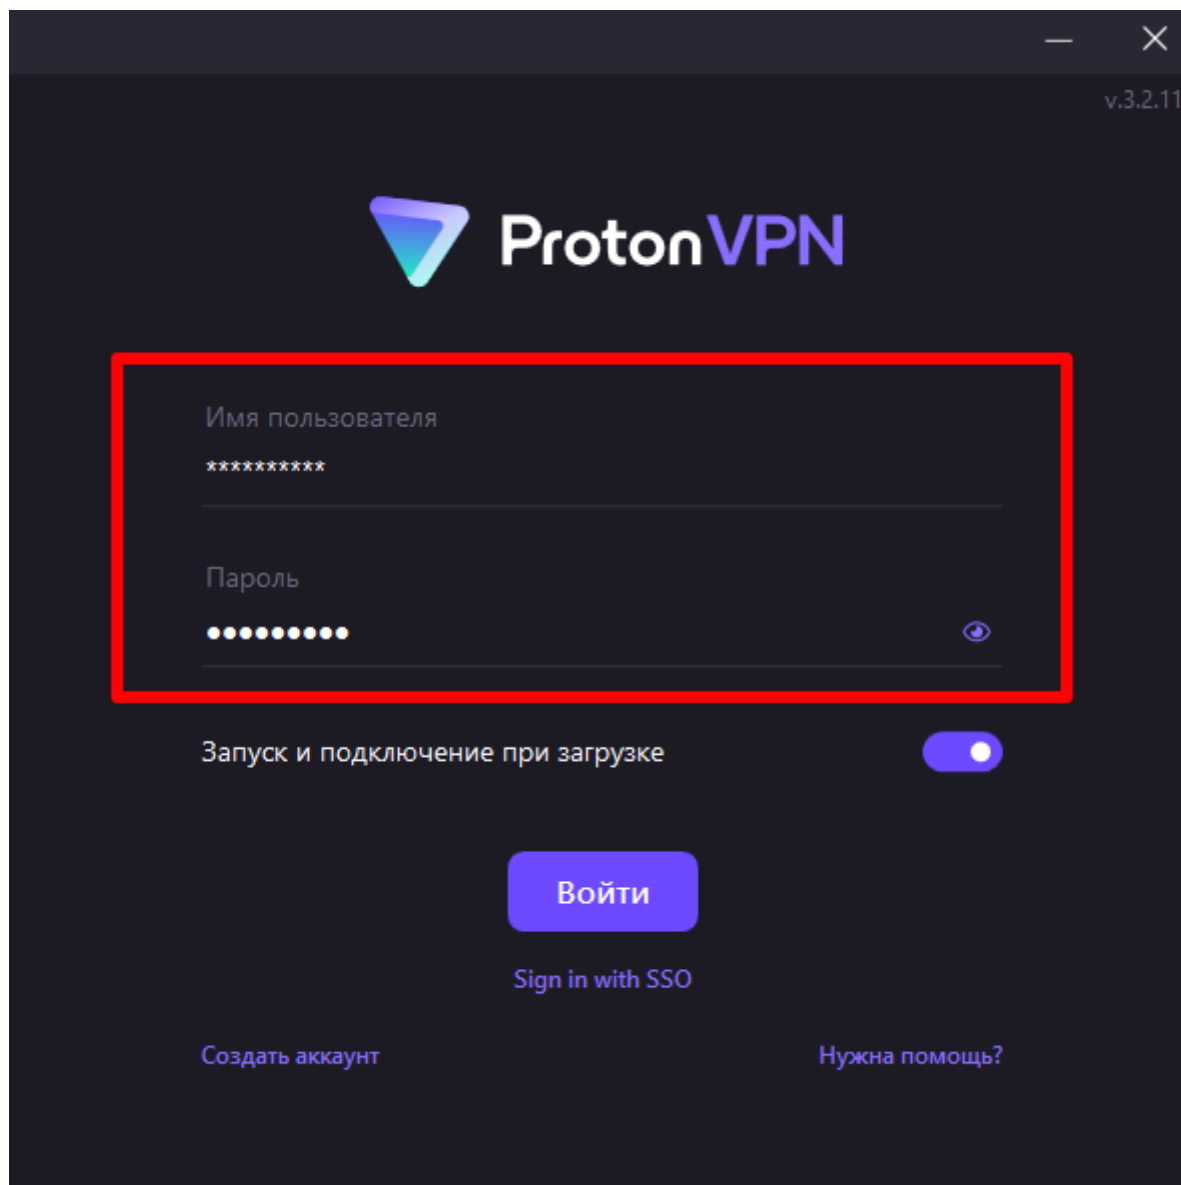 v.3.2.11
ProtonVPN
Имя пользователя
**********
Пароль
●●●●●●●●●
Запуск и подключение при загрузке
Войти
Sign in with SSO
Создать аккаунт
Нужна помощь?